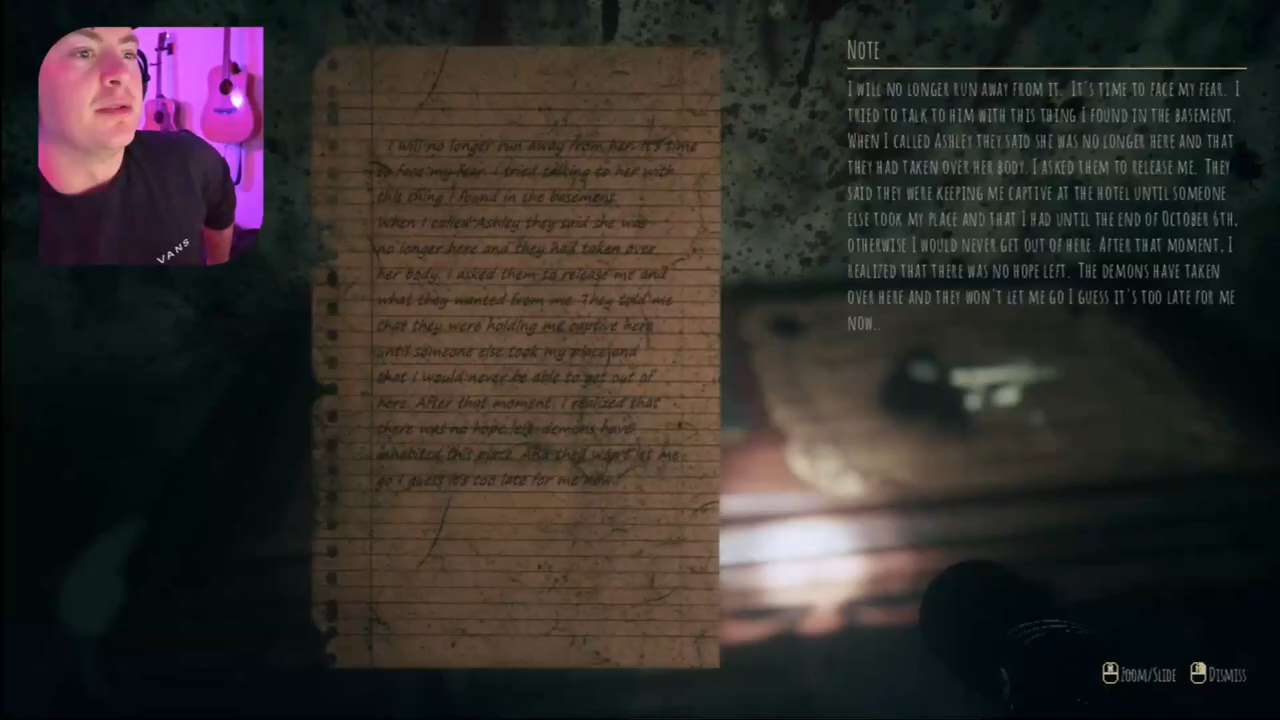 VANS
I will no longer run away from her. It's time
to face my fear. I tried talking to her with
this thing I found in the basement.
When I called Ashley they said she was
no longer here and they had taken over
her body. I asked them to release me and
what they wanted from me. They told me
that they were holding me captive here
until someone else took my place and
that I would never be able to get out of
here. After that moment, I realized that
there was no hope left. demons have
inhabited this place. And they won't let me
go I guess it's too late for me now.
NOTE
I WILL NO LONGER RUN AWAY FROM IT. IT'S TIME TO FACE MY FEAR. I
TRIED TO TALK TO HIM WITH THIS THING I FOUND IN THE BASEMENT.
WHEN I CALLED ASHLEY THEY SAID SHE WAS NO LONGER HERE AND THAT
THEY HAD TAKEN OVER HER BODY. I ASKED THEM TO RELEASE ME. THEY
SAID THEY WERE KEEPING ME CAPTIVE AT THE HOTEL UNTIL SOMEONE
ELSE TOOK MY PLACE AND THAT I HAD UNTIL THE END OF OCTOBER 6TH,
OTHERWISE I WOULD NEVER GET OUT OF HERE. AFTER THAT MOMENT, I
REALIZED THAT THERE WAS NO HOPE LEFT. THE DEMONS HAVE TAKEN
OVER HERE AND THEY WON'T LET ME GO I GUESS IT'S TOO LATE FOR ME
NOW..
ZOOM/SLIDE DISMISS